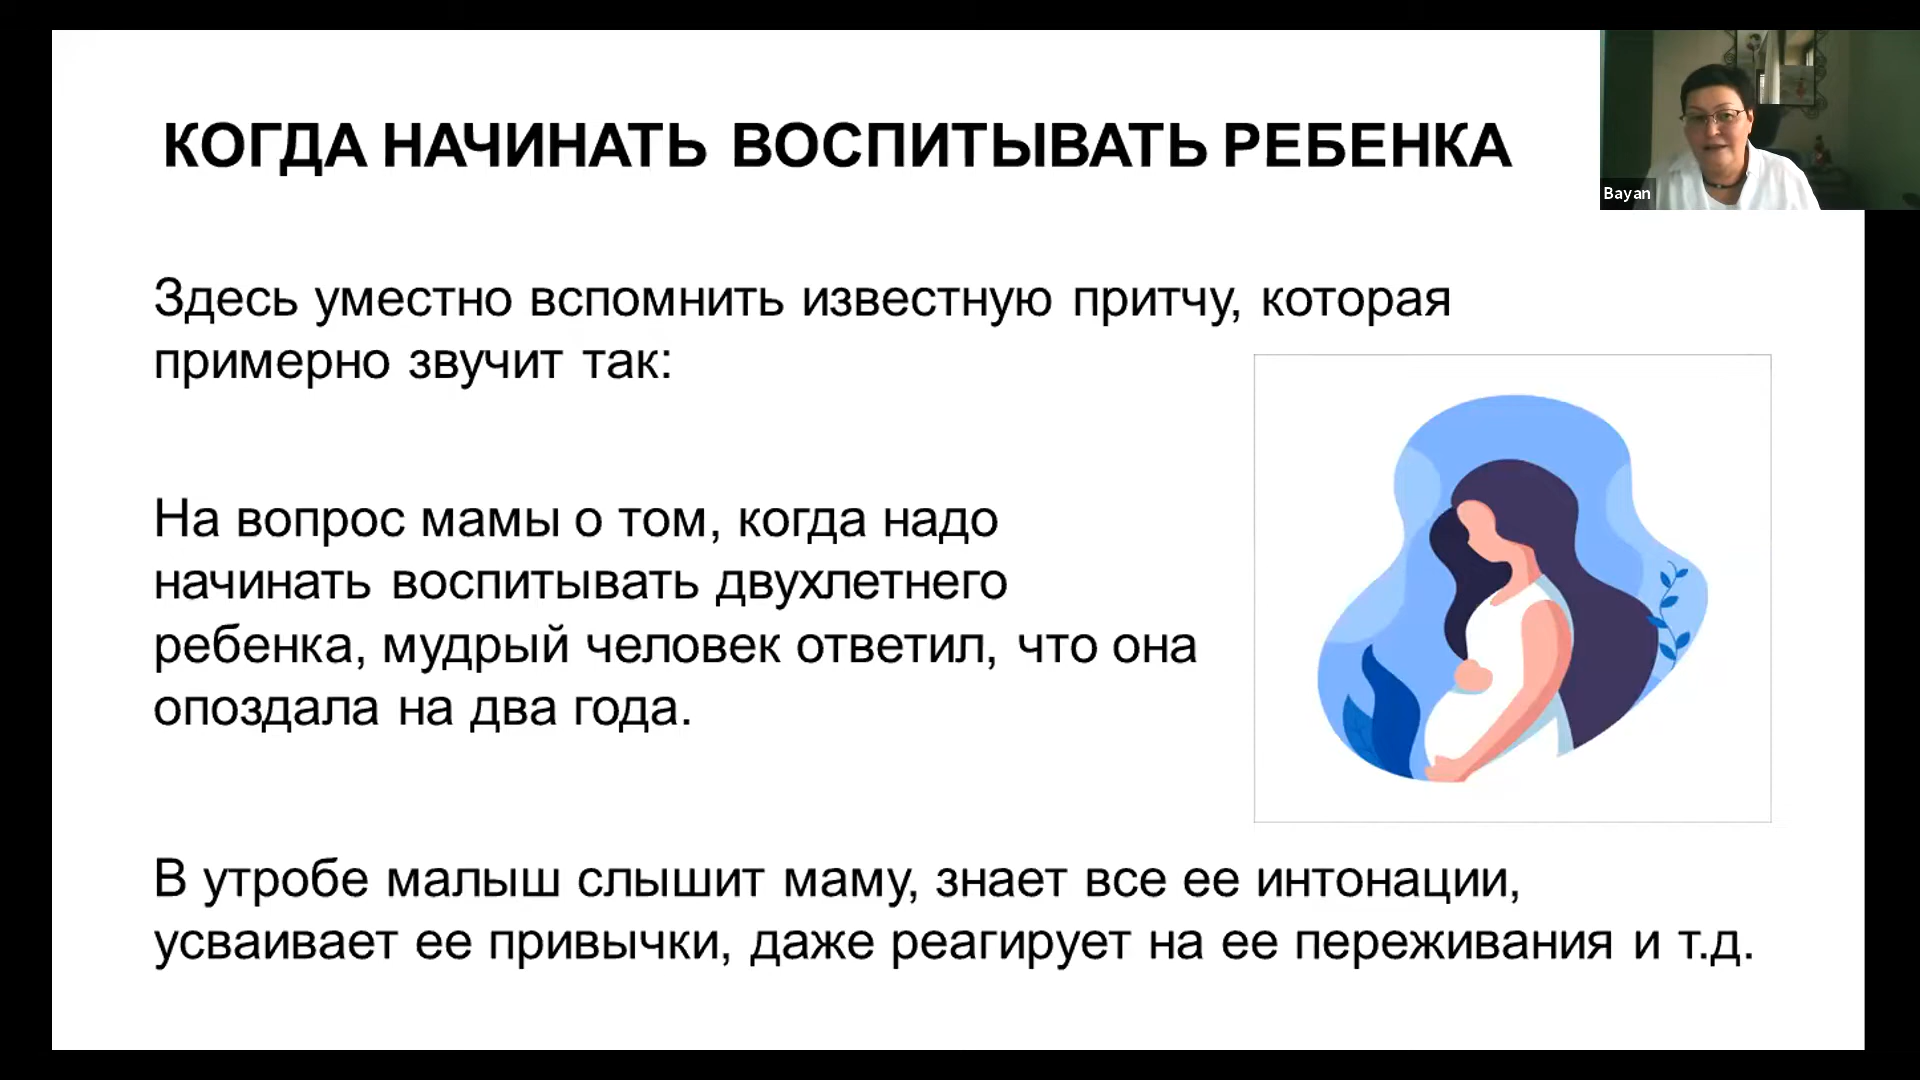 КОГДА НАЧИНАТЬ ВОСПИТЫВАТЬ РЕБЕНКА
Bayan
Здесь уместно вспомнить известную притчу, которая
примерно звучит так:
На вопрос мамы о том, когда надо
начинать воспитывать двухлетнего
ребенка, мудрый человек ответил, что она
опоздала на два года.
В утробе малыш слышит маму, знает все ее интонации,
усваивает ее привычки, даже реагирует на ее переживания и т.д.